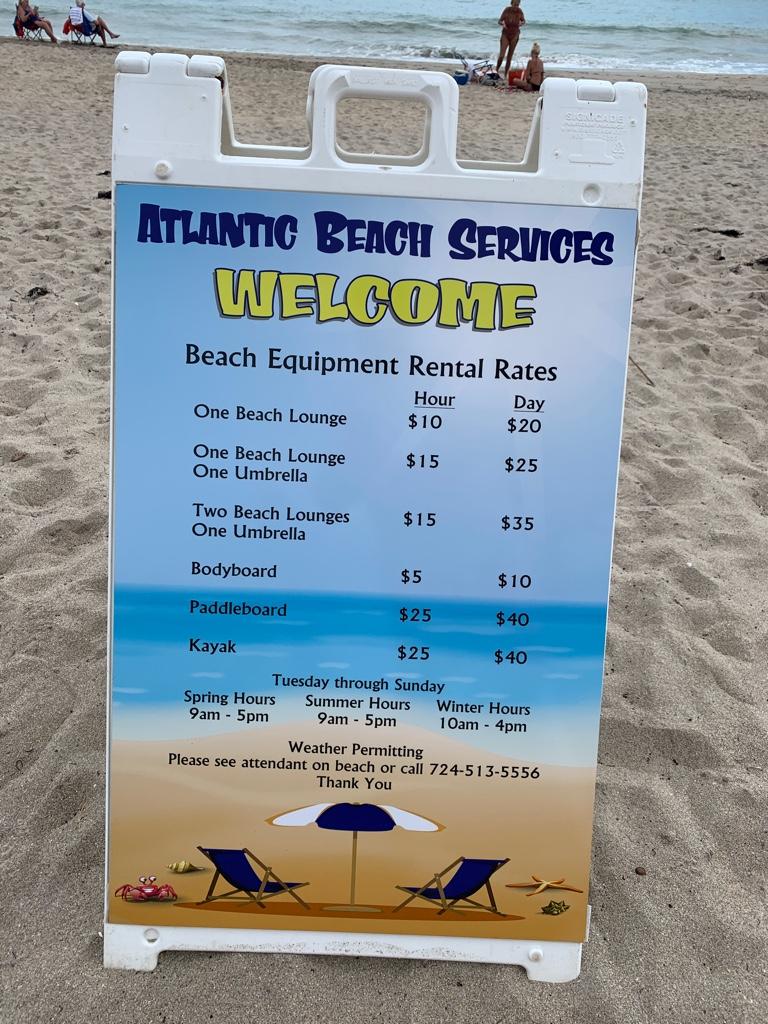 SIGNICADE
ATLANTIC BEACH SERVICES
WELCOME
Beach Equipment Rental Rates
Hour Day
One Beach Lounge $10 $20
One Beach Lounge $15 $25
One Umbrella
Two Beach Lounges $15 $35
One Umbrella
Bodyboard $5 $10
Paddleboard $25 $40
Kayak $25 $40
Tuesday through Sunday
Spring Hours Summer Hours Winter Hours
9am - 5pm 9am - 5pm 10am - 4pm
Weather Permitting
Please see attendant on beach or call 724-513-5556
Thank You